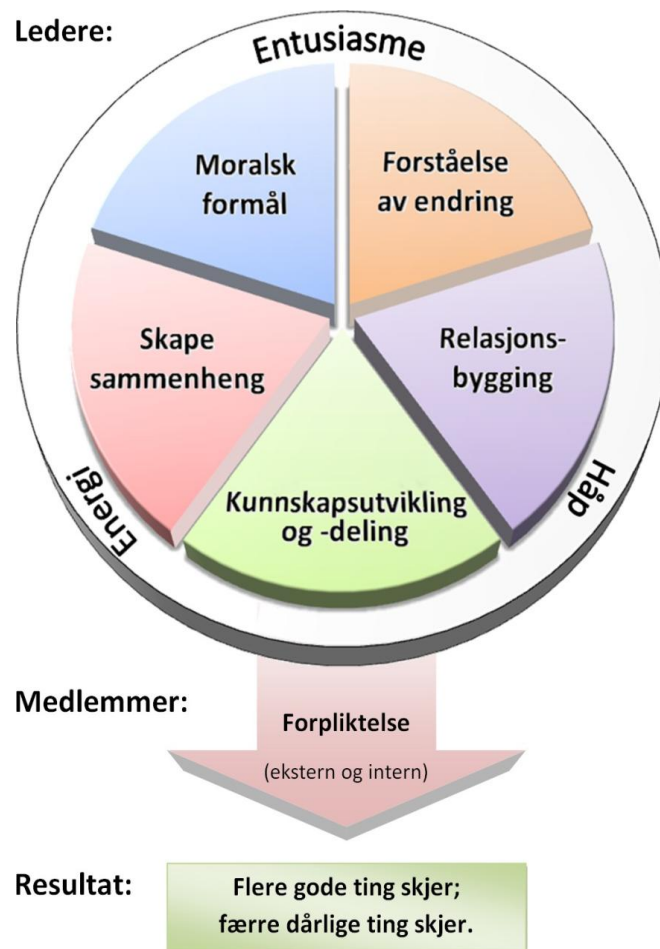 Ledere:
Entusiasme
Moralsk
formål
Forståelse
av endring
Skape
sammenheng
Relasjons-
bygging
Kunnskapsutvikling
og -deling
Energi
Håp
Medlemmer:
Forpliktelse
(ekstern og intern)
Resultat:
Flere gode ting skjer;
færre dårlige ting skjer.